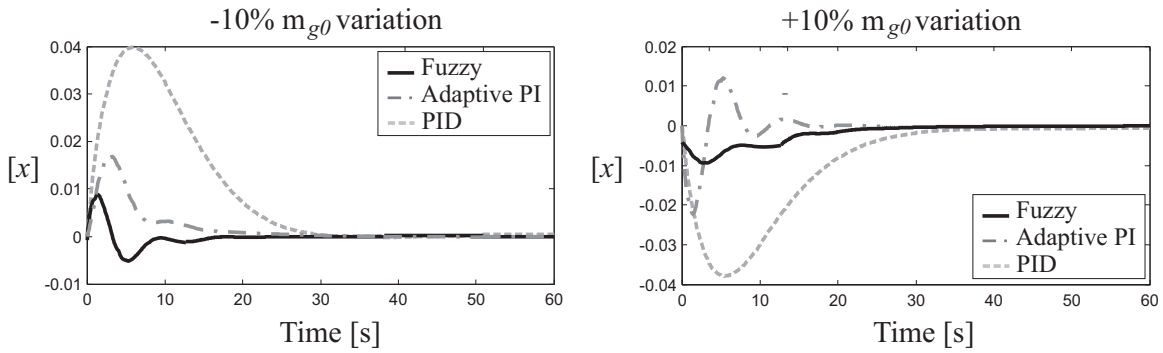 -10% m_g0 variation
0.04
0.03
0.02
0.01
0
-0.01
[x]
Fuzzy
Adaptive PI
PID
0 10 20 30 40 50 60
Time [s]
+10% m_g0 variation
0.02
0.01
0
-0.01
-0.02
-0.03
-0.04
[x]
Fuzzy
Adaptive PI
PID
0 10 20 30 40 50 60
Time [s]